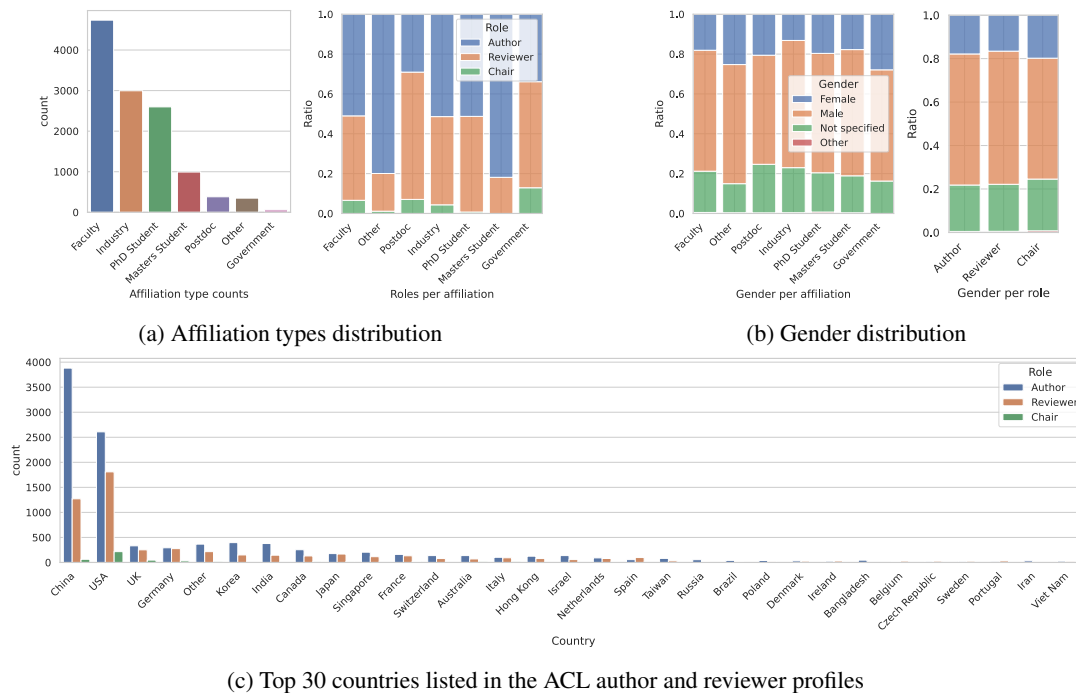 4000
3000
2000
1000
0
count
Faculty
Industry
PhD Student
Masters Student
Postdoc
Other
Government
Affiliation type counts
1.0
0.8
0.6
0.4
0.2
0.0
Ratio
Role
Author
Reviewer
Chair
Faculty
Other
Postdoc
Industry
PhD Student
Masters Student
Government
Roles per affiliation
(a) Affiliation types distribution
1.0
0.8
0.6
0.4
0.2
0.0
Ratio
Gender
Female
Male
Not specified
Other
Faculty
Other
Postdoc
Industry
PhD Student
Masters Student
Government
Gender per affiliation
1.0
0.8
0.6
0.4
0.2
0.0
Ratio
Author
Reviewer
Chair
Gender per role
(b) Gender distribution
4000
3500
3000
2500
2000
1500
1000
500
0
count
Role
Author
Reviewer
Chair
China
USA
UK
Germany
Other
Korea
India
Canada
Japan
Singapore
France
Switzerland
Australia
Italy
Hong Kong
Israel
Netherlands
Spain
Taiwan
Russia
Brazil
Poland
Denmark
Ireland
Bangladesh
Belgium
Czech Republic
Sweden
Portugal
Iran
Viet Nam
Country
(c) Top 30 countries listed in the ACL author and reviewer profiles